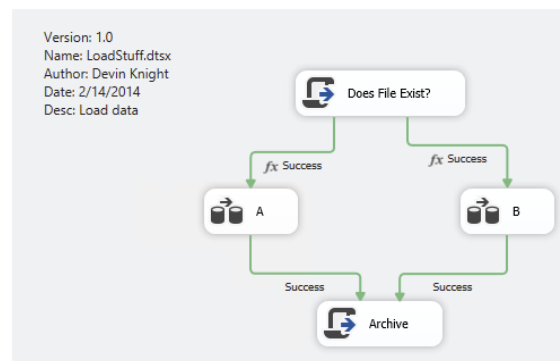 Version: 1.0
Name: LoadStuff.dtsx
Author: Devin Knight
Date: 2/14/2014
Desc: Load data
Does File Exist?
fx Success
fx Success
A
B
Success
Success
Archive